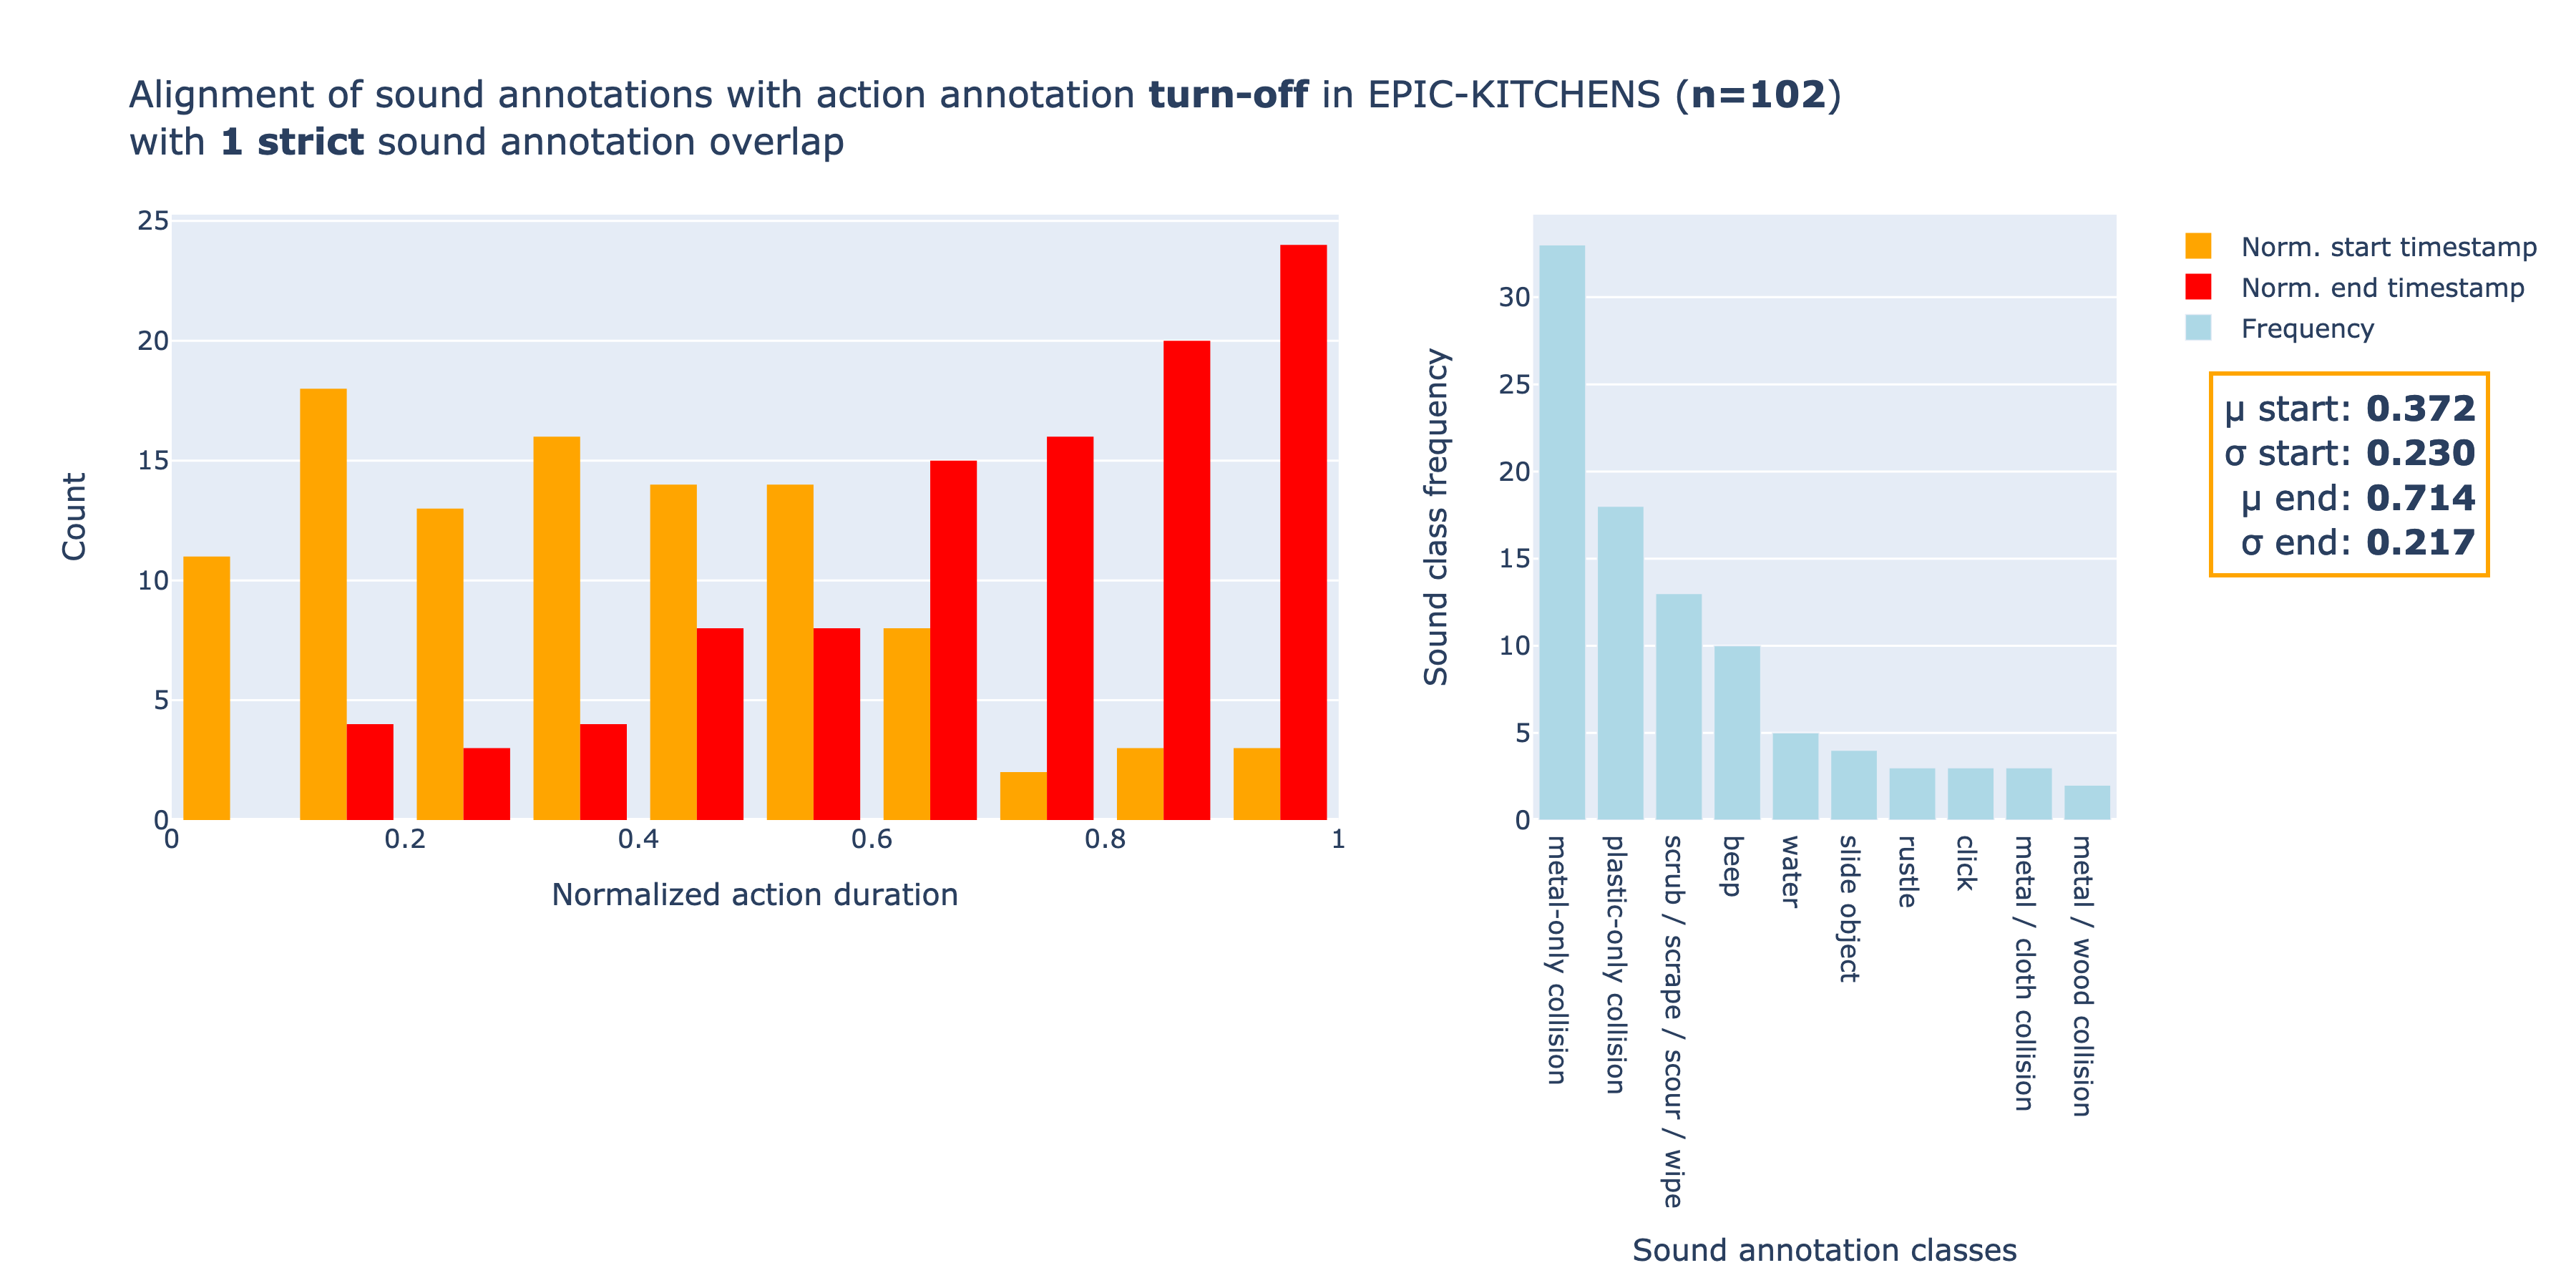 Alignment of sound annotations with action annotation turn-off in EPIC-KITCHENS (n=102)
with 1 strict sound annotation overlap
Count
25
20
15
10
5
0
0
0.2
0.4
0.6
0.8
1
Normalized action duration
Sound class frequency
30
25
20
15
10
5
0
metal-only collision
plastic-only collision
scrub / scrape / scour / wipe
beep
water
slide object
rustle
click
metal / cloth collision
metal / wood collision
Sound annotation classes
Norm. start timestamp
Norm. end timestamp
Frequency
μ start: 0.372
σ start: 0.230
μ end: 0.714
σ end: 0.217